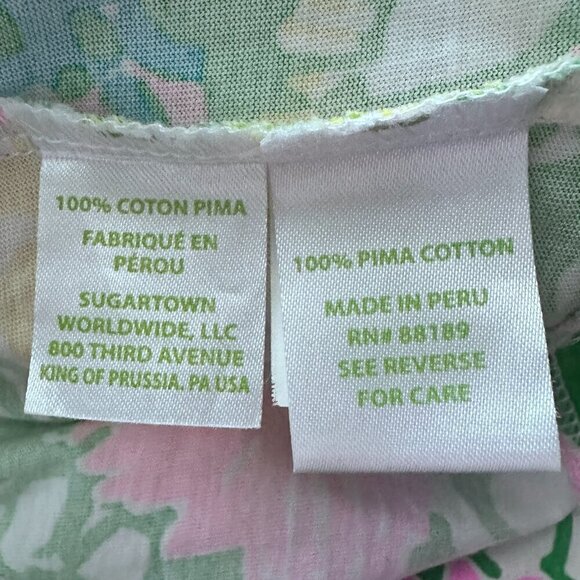 100% COTON PIMA
FABRIQUÉ EN
PÉROU
SUGARTOWN
WORLDWIDE, LLC
800 THIRD AVENUE
KING OF PRUSSIA, PA USA
100% PIMA COTTON
MADE IN PERU
RN# 88189
SEE REVERSE
FOR CARE